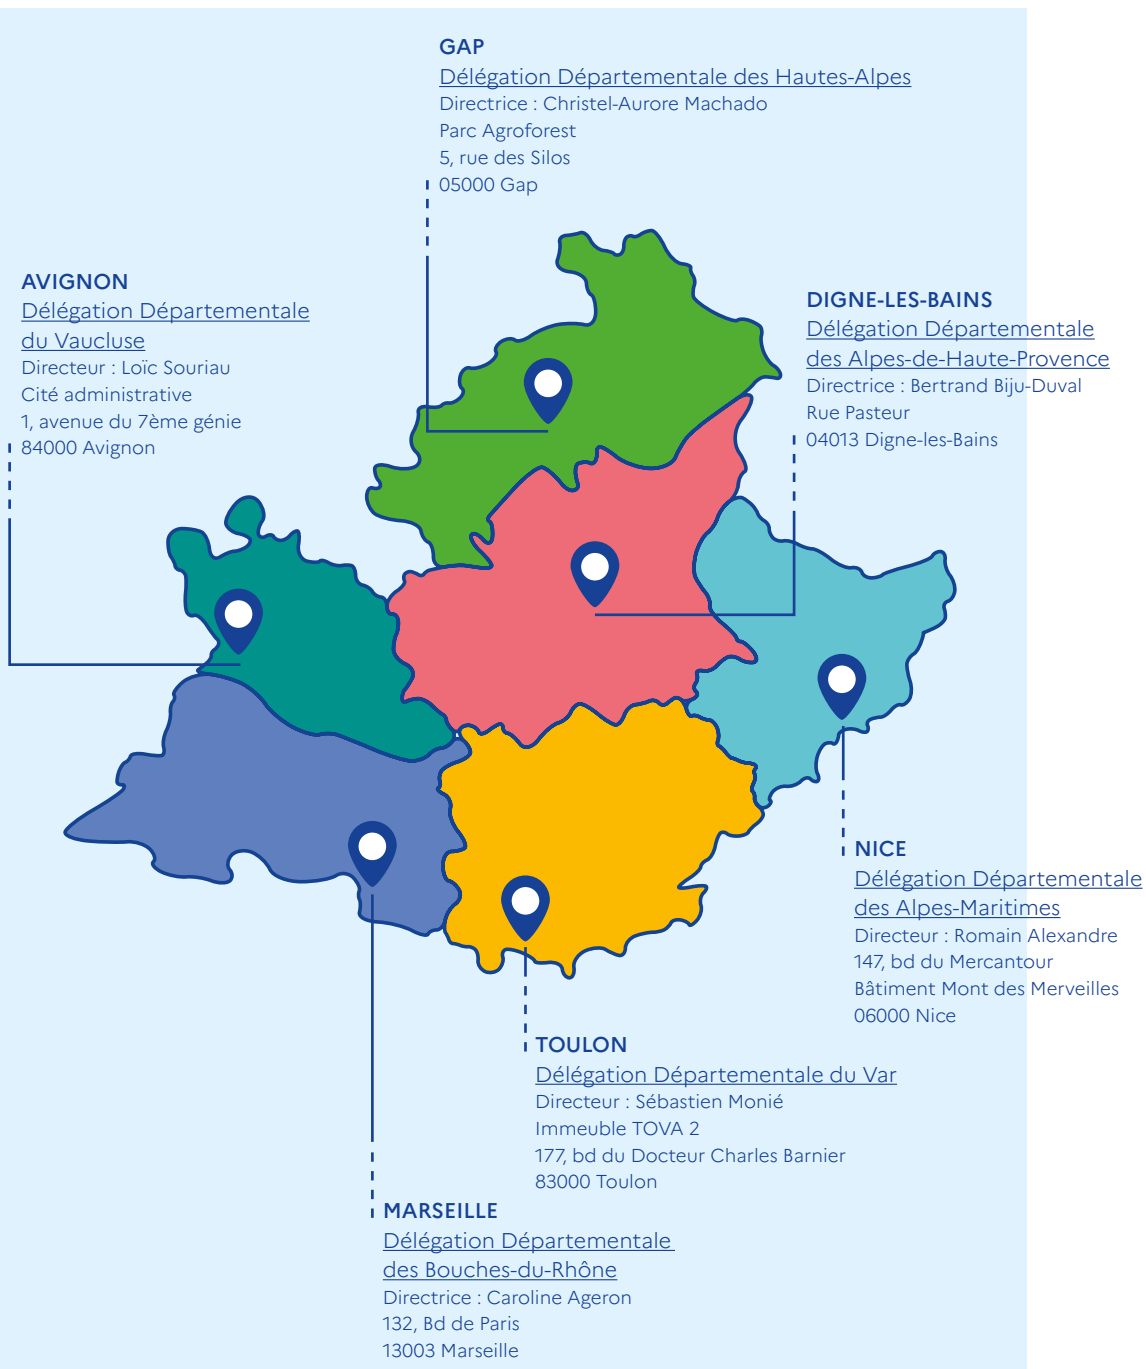 GAP
Délégation Départementale des Hautes-Alpes
Directrice : Christel-Aurore Machado
Parc Agroforest
5, rue des Silos
05000 Gap
AVIGNON
Délégation Départementale
du Vaucluse
Directeur : Loïc Souriau
Cité administrative
1, avenue du 7ème génie
84000 Avignon
DIGNE-LES-BAINS
Délégation Départementale
des Alpes-de-Haute-Provence
Directrice : Bertrand Biju-Duval
Rue Pasteur
04013 Digne-les-Bains
NICE
Délégation Départementale
des Alpes-Maritimes
Directeur : Romain Alexandre
147, bd du Mercantour
Bâtiment Mont des Merveilles
06000 Nice
TOULON
Délégation Départementale du Var
Directeur : Sébastien Monié
Immeuble TOVA 2
177, bd du Docteur Charles Barnier
83000 Toulon
MARSEILLE
Délégation Départementale
des Bouches-du-Rhône
Directrice : Caroline Ageron
132, Bd de Paris
13003 Marseille